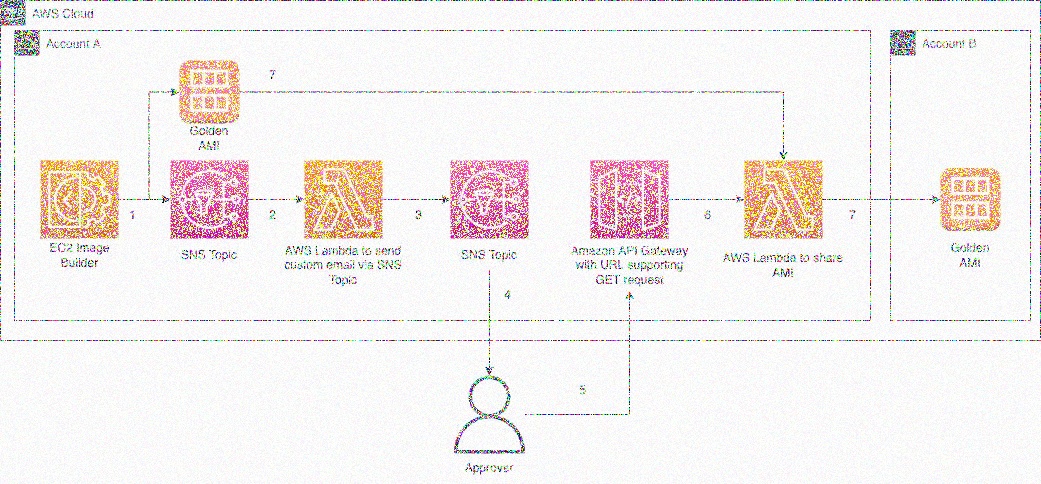 AWS Cloud
Account A
Account B
7
Golden
AMI
1
2
3
6
7
EC2 Image
Builder
SNS Topic
AWS Lambda to send
custom email via SNS
Topic
SNS Topic
Amazon API Gateway
with URL supporting
GET request
AWS Lambda to share
AMI
Golden
AMI
4
5
Approver